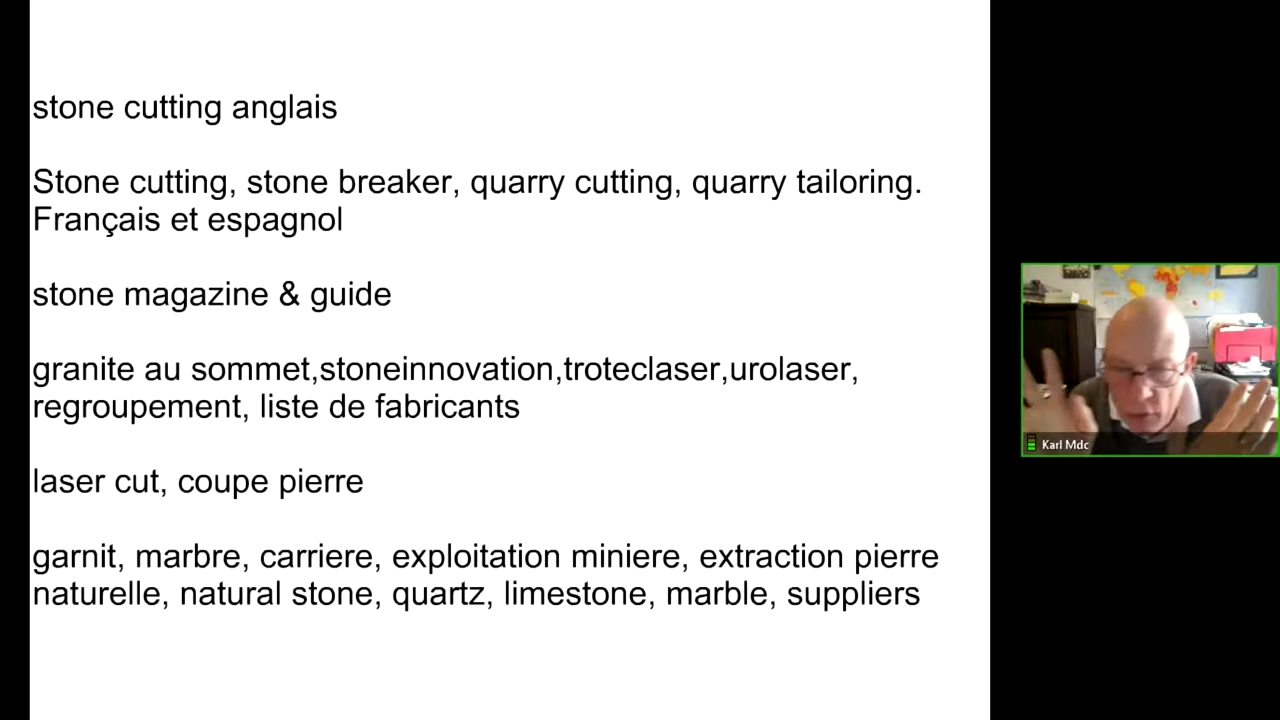 stone cutting anglais
Stone cutting, stone breaker, quarry cutting, quarry tailoring.
Français et espagnol
stone magazine & guide
granite au sommet,stoneinnovation,troteclaser,urolaser,
regroupement, liste de fabricants
laser cut, coupe pierre
garnit, marbre, carriere, exploitation miniere, extraction pierre
naturelle, natural stone, quartz, limestone, marble, suppliers
Karl Mdc